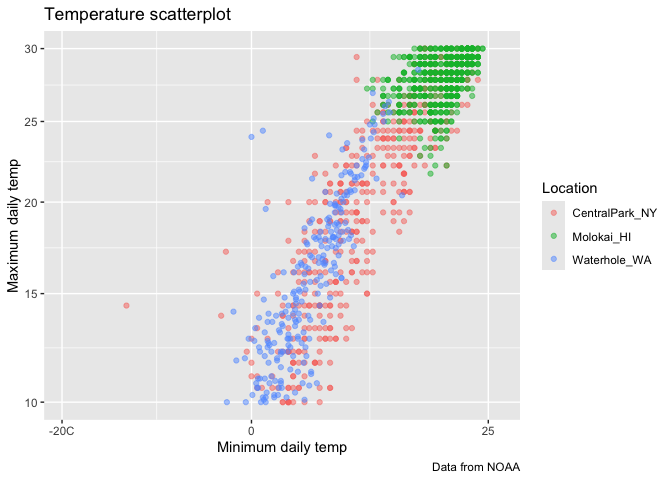 Temperature scatterplot
Maximum daily temp
30
25
20
15
10
-20C 0 25
Minimum daily temp
Location
CentralPark_NY
Molokai_HI
Waterhole_WA
Data from NOAA